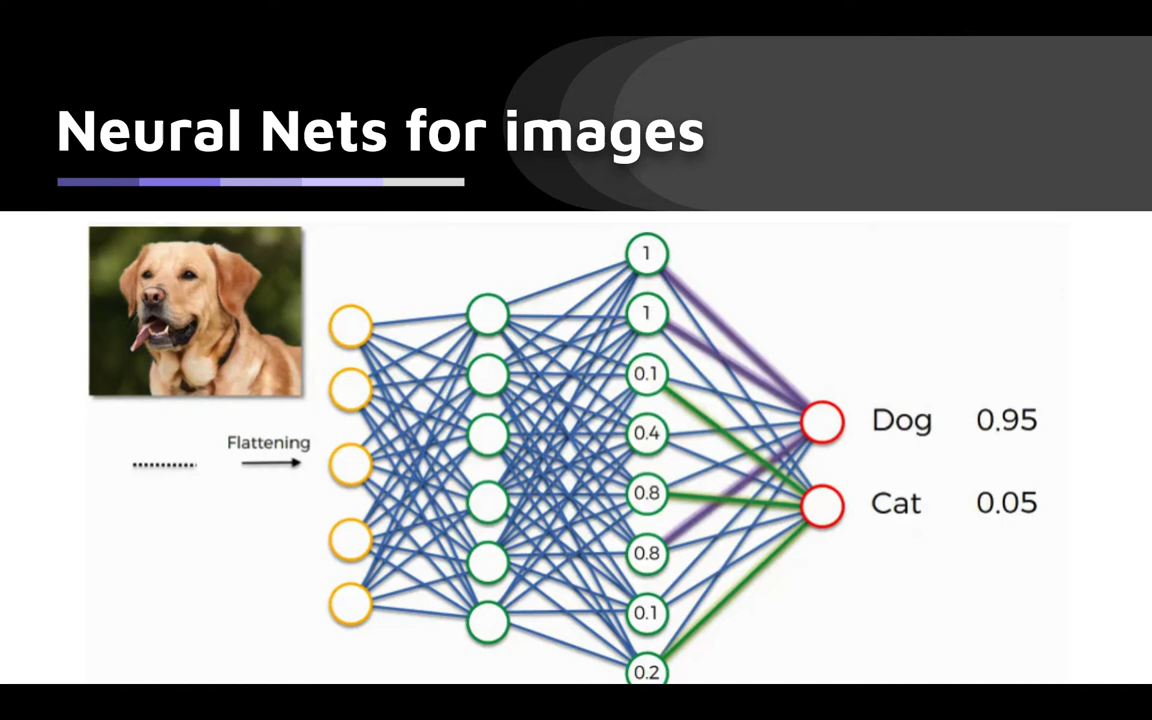 Neural Nets for images
1
1
0.1
Dog 0.95
0.4
Flattening
0.8
Cat 0.05
0.8
0.1
0.2